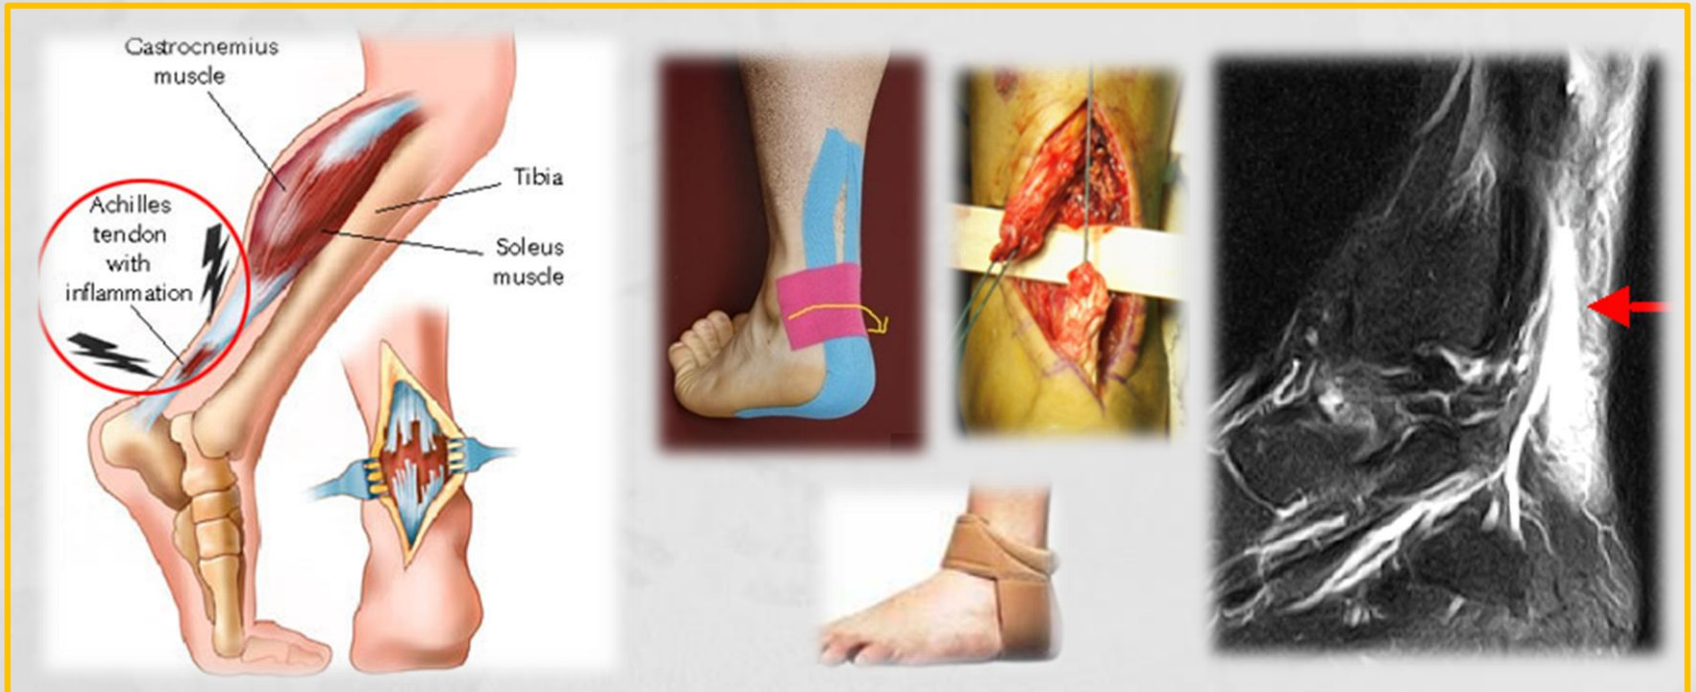 Gastrocnemius
muscle
Tibia
Achilles
tendon
with
inflammation
Soleus
muscle